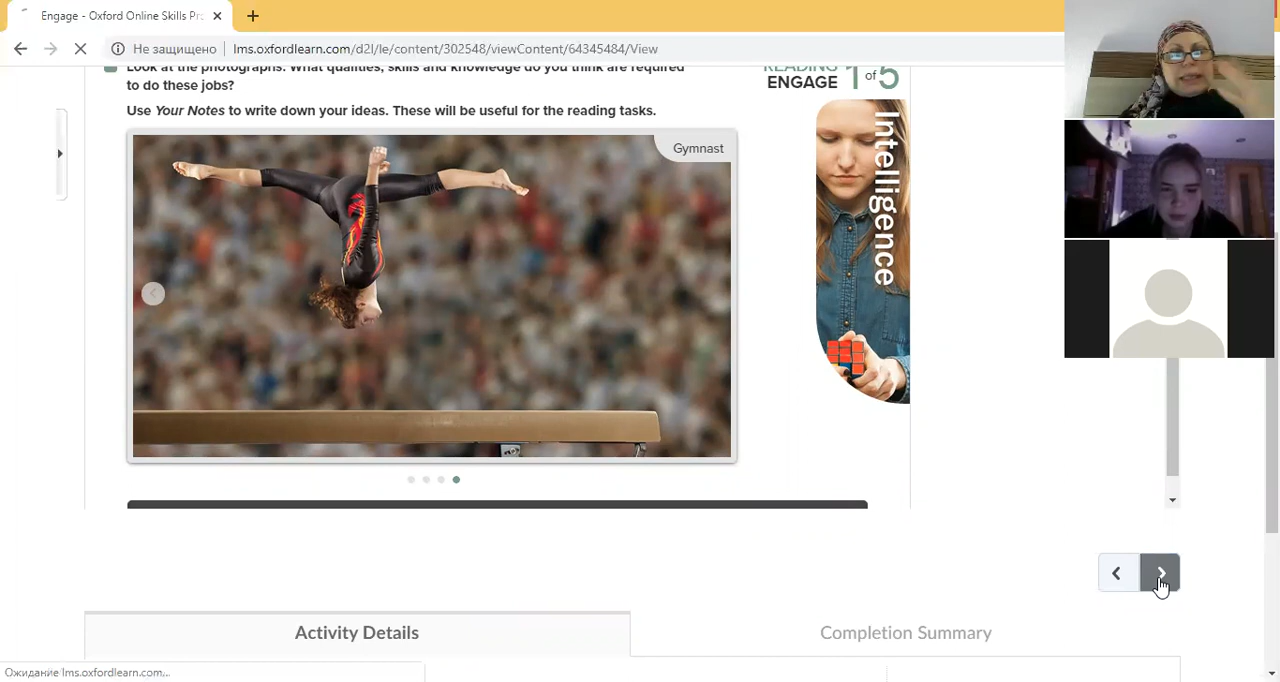 Engage - Oxford Online Skills Pr
Не защищено
lms.oxfordlearn.com/d2l/le/content/302548/viewContent/64345484/View
Look at the photographs. What qualities, skills and knowledge do you think are required
to do these jobs?
Use Your Notes to write down your ideas. These will be useful for the reading tasks.
READING
ENGAGE 1 of 5
Gymnast
Intelligence
Activity Details
Completion Summary
Ожидание lms.oxfordlearn.com...